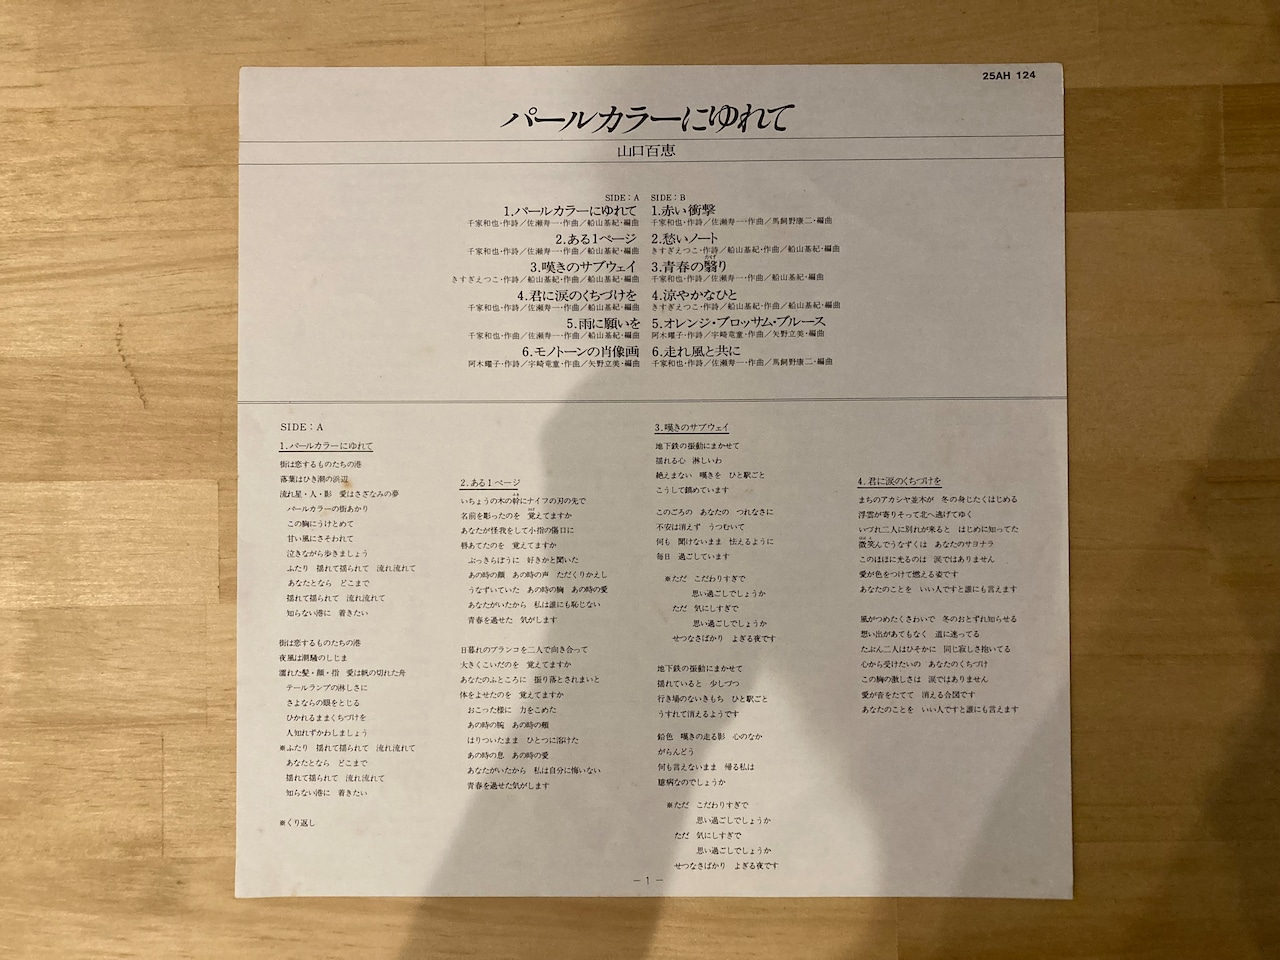 25AH 124
パールカラーにゆれて
山口百恵
SIDE：A
1.パールカラーにゆれて
千家和也・作詩／佐瀬寿一・作曲／船山基紀・編曲
2.ある1ページ
千家和也・作詩／佐瀬寿一・作曲／船山基紀・編曲
3.嘆きのサブウェイ
きすぎえつこ・作詩／船山基紀・作曲／船山基紀・編曲
4.君に涙のくちづけを
千家和也・作詩／佐瀬寿一・作曲／船山基紀・編曲
5.雨に願いを
千家和也・作曲／佐瀬寿一・作曲／船山基紀・編曲
6.モノトーンの肖像画
阿木耀子・作詩／宇崎竜童・作曲／矢野立美・編曲
SIDE：B
1.赤い衝撃
千家和也・作詩／佐瀬寿一・作曲／馬飼野康二・編曲
2.愁いノート
きすぎえつこ・作詩／船山基紀・作曲／船山基紀・編曲
3.青春の翳り
千家和也・作詩／佐瀬寿一・作曲／船山基紀・編曲
4.涼やかなひと
きすぎえつこ・作詩／船山基紀・作曲／船山基紀・編曲
5.オレンジ・ブロッサム・ブルース
阿木耀子・作詩／宇崎竜童・作曲／矢野立美・編曲
6.走れ風と共に
千家和也・作詩／佐瀬寿一・作曲／馬飼野康二・編曲
SIDE：A
1.パールカラーにゆれて
街は恋するものたちの港
落葉はひき潮の浜辺
流れ星・人・影　愛はさざなみの夢
パールカラーの街あかり
この胸にうけとめて
甘い風にさそわれて
泣きながら歩きましょう
ふたり　揺れて揺られて　流れ流れて
あなたとなら　どこまで
揺れて揺られて　流れ流れて
知らない港に　着きたい
街は恋するものたちの港
夜風は潮騒のしじま
濡れた髪・顔・指　愛は帆の切れた舟
テールランプの淋しさに
さよならの眼をとじる
ひかれるままくちづけを
人知れずかわしましょう
※ふたり　揺れて揺られて　流れ流れて
あなたとなら　どこまで
揺れて揺られて　流れ流れて
知らない港に　着きたい
※くり返し
2.ある1ページ
いちょうの木の幹にナイフの刃の先で
名前を彫ったのを　覚えてますか
あなたが怪我をして小指の傷口に
唇あてたのを　覚えてますか
ぶっきらぼうに　好きかと聞いた
あの時の顔　あの時の声　ただくりかえし
うなずいていた　あの時の胸　あの時の愛
あなたがいたから　私は誰にも恥じない
青春を過せた　気がします
日暮れのブランコを二人で向き合って
大きくこいだのを　覚えてますか
あなたのふところに　振り落とされまいと
体をよせたのを　覚えてますか
おこった様に　力をこめた
あの時の腕　あの時の頬
はりついたまま　ひとつに溶けた
あの時の息　あの時の愛
あなたがいたから　私は自分に悔いない
青春を過せた気がします
3.嘆きのサブウェイ
地下鉄の振動にまかせて
揺れる心　淋しいわ
絶えまない　嘆きを　ひと駅ごと
こうして鎮めています
このごろの　あなたの　つれなさに
不安は消えず　うつむいて
何も　聞けないまま　怯えるように
毎日　過ごしています
※ただ　こだわりすぎで
思い過ごしでしょうか
ただ　気にしすぎで
思い過ごしでしょうか
せつなさばかり　よぎる夜です
地下鉄の振動にまかせて
揺れていると　少しづつ
行き場のないきもち　ひと駅ごと
うすれて消えるようです
鉛色　嘆きの走る影　心のなか
がらんどう
何も言えないまま　帰る私は
臆病なのでしょうか
※ただ　こだわりすぎで
思い過ごしでしょうか
ただ　気にしすぎで
思い過ごしでしょうか
せつなさばかり　よぎる夜です
4.君に涙のくちづけを
まちのアカシヤ並木が　冬の身じたくはじめる
浮雲が寄りそって北へ逃げてゆく
いづれ二人に別れが来ると　はじめに知ってた
微笑んでうなずくは　あなたのサヨナラ
このほほに光るのは　涙ではありません
愛が色をつけて燃える姿です
あなたのことを　いい人ですと誰にも言えます
風がつめたくさわいで　冬のおとずれ知らせる
想い出があてもなく　道に迷ってる
たぶん二人はひそかに　同じ寂しさ抱いてる
心から受けたいの　あなたのくちづけ
この胸の激しさは　涙ではありません
愛が音をたてて　消える合図です
あなたのことを　いい人ですと誰にも言えます
— 1 —